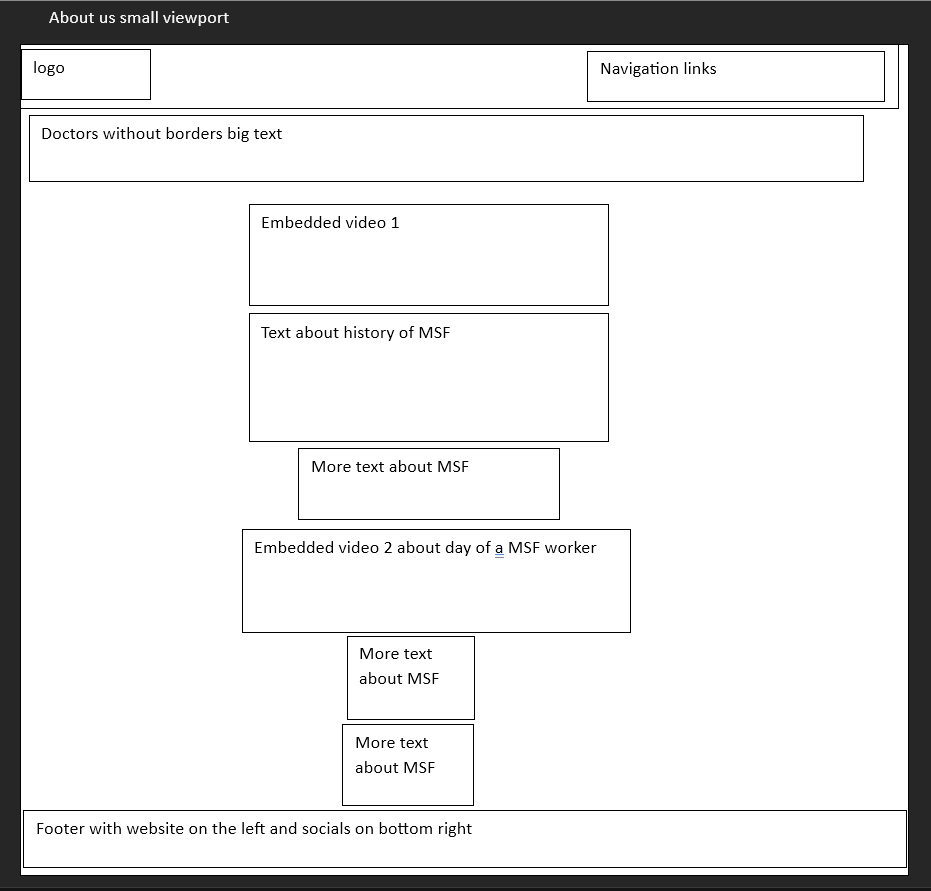 About us small viewport
logo
Navigation links
Doctors without borders big text
Embedded video 1
Text about history of MSF
More text about MSF
Embedded video 2 about day of a MSF worker
More text
about MSF
More text
about MSF
Footer with website on the left and socials on bottom right